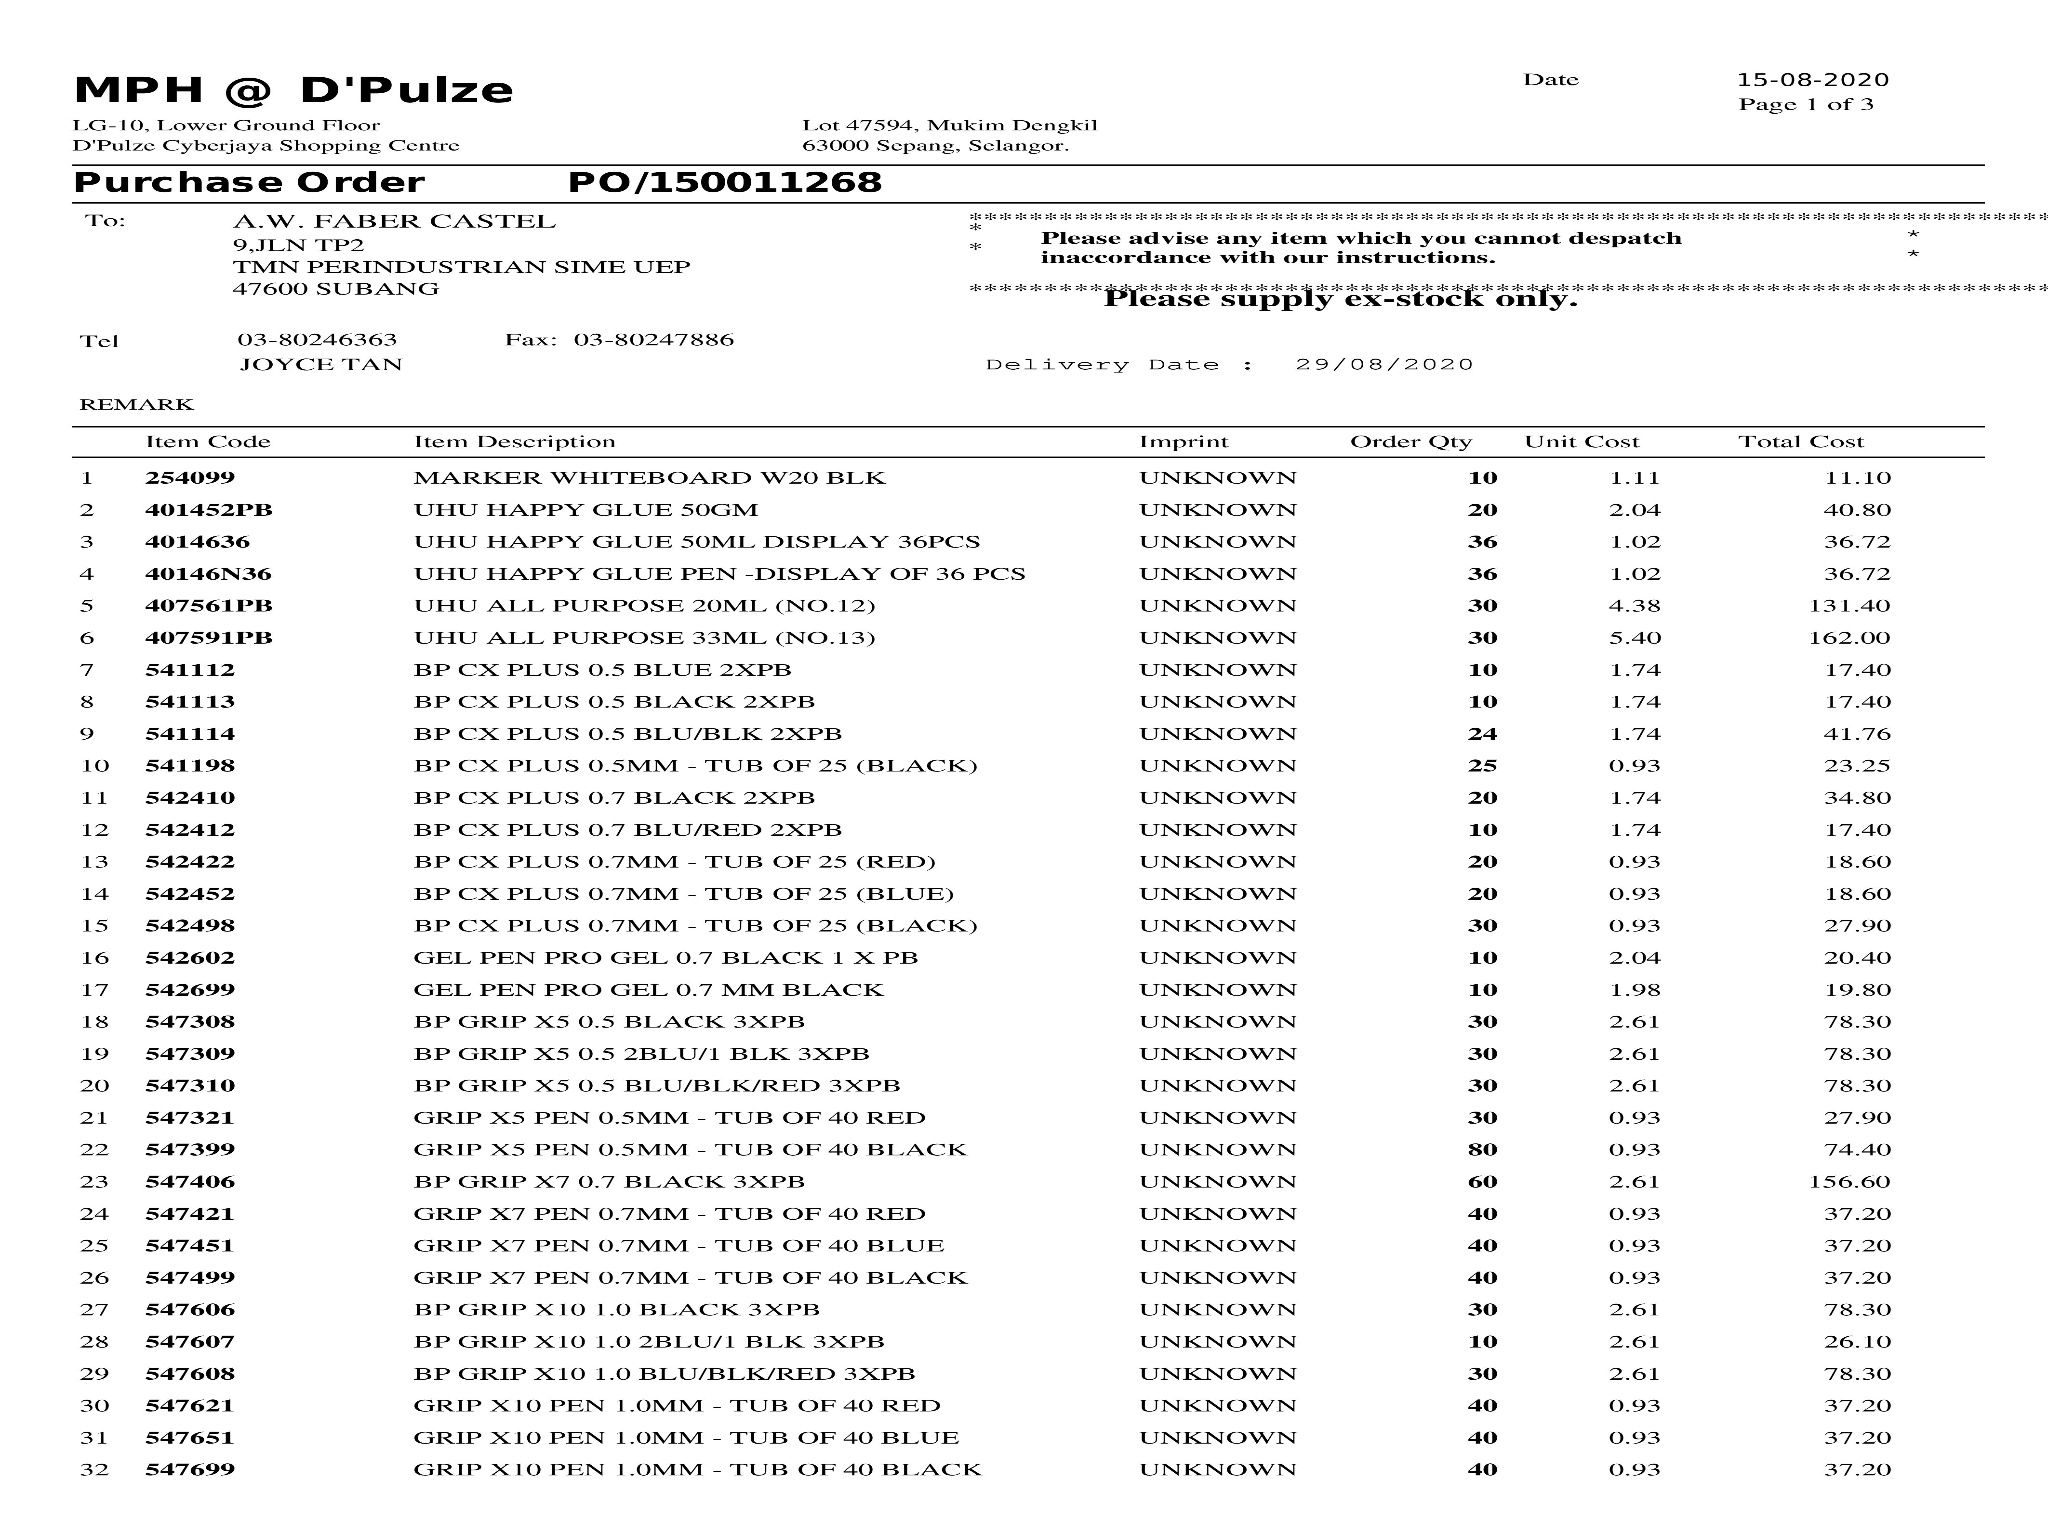 MPH @ D'Pulze
Date 15-08-2020
Page 1 of 3
LG-10, Lower Ground Floor Lot 47594, Mukim Dengkil
D'Pulze Cyberjaya Shopping Centre 63000 Sepang, Selangor.
Purchase Order PO/150011268
To: A.W. FABER CASTEL
9,JLN TP2
TMN PERINDUSTRIAN SIME UEP
47600 SUBANG
************************************************************************
* Please advise any item which you cannot despatch *
* inaccordance with our instructions. *
************************************************************************
Please supply ex-stock only.
Tel 03-80246363 Fax: 03-80247886
JOYCE TAN Delivery Date : 29/08/2020
REMARK
Item Code Item Description Imprint Order Qty Unit Cost Total Cost
1 254099 MARKER WHITEBOARD W20 BLK UNKNOWN 10 1.11 11.10
2 401452PB UHU HAPPY GLUE 50GM UNKNOWN 20 2.04 40.80
3 4014636 UHU HAPPY GLUE 50ML DISPLAY 36PCS UNKNOWN 36 1.02 36.72
4 40146N36 UHU HAPPY GLUE PEN -DISPLAY OF 36 PCS UNKNOWN 36 1.02 36.72
5 407561PB UHU ALL PURPOSE 20ML (NO.12) UNKNOWN 30 4.38 131.40
6 407591PB UHU ALL PURPOSE 33ML (NO.13) UNKNOWN 30 5.40 162.00
7 541112 BP CX PLUS 0.5 BLUE 2XPB UNKNOWN 10 1.74 17.40
8 541113 BP CX PLUS 0.5 BLACK 2XPB UNKNOWN 10 1.74 17.40
9 541114 BP CX PLUS 0.5 BLU/BLK 2XPB UNKNOWN 24 1.74 41.76
10 541198 BP CX PLUS 0.5MM - TUB OF 25 (BLACK) UNKNOWN 25 0.93 23.25
11 542410 BP CX PLUS 0.7 BLACK 2XPB UNKNOWN 20 1.74 34.80
12 542412 BP CX PLUS 0.7 BLU/RED 2XPB UNKNOWN 10 1.74 17.40
13 542422 BP CX PLUS 0.7MM - TUB OF 25 (RED) UNKNOWN 20 0.93 18.60
14 542452 BP CX PLUS 0.7MM - TUB OF 25 (BLUE) UNKNOWN 20 0.93 18.60
15 542498 BP CX PLUS 0.7MM - TUB OF 25 (BLACK) UNKNOWN 30 0.93 27.90
16 542602 GEL PEN PRO GEL 0.7 BLACK 1 X PB UNKNOWN 10 2.04 20.40
17 542699 GEL PEN PRO GEL 0.7 MM BLACK UNKNOWN 10 1.98 19.80
18 547308 BP GRIP X5 0.5 BLACK 3XPB UNKNOWN 30 2.61 78.30
19 547309 BP GRIP X5 0.5 2BLU/1 BLK 3XPB UNKNOWN 30 2.61 78.30
20 547310 BP GRIP X5 0.5 BLU/BLK/RED 3XPB UNKNOWN 30 2.61 78.30
21 547321 GRIP X5 PEN 0.5MM - TUB OF 40 RED UNKNOWN 30 0.93 27.90
22 547399 GRIP X5 PEN 0.5MM - TUB OF 40 BLACK UNKNOWN 80 0.93 74.40
23 547406 BP GRIP X7 0.7 BLACK 3XPB UNKNOWN 60 2.61 156.60
24 547421 GRIP X7 PEN 0.7MM - TUB OF 40 RED UNKNOWN 40 0.93 37.20
25 547451 GRIP X7 PEN 0.7MM - TUB OF 40 BLUE UNKNOWN 40 0.93 37.20
26 547499 GRIP X7 PEN 0.7MM - TUB OF 40 BLACK UNKNOWN 40 0.93 37.20
27 547606 BP GRIP X10 1.0 BLACK 3XPB UNKNOWN 30 2.61 78.30
28 547607 BP GRIP X10 1.0 2BLU/1 BLK 3XPB UNKNOWN 10 2.61 26.10
29 547608 BP GRIP X10 1.0 BLU/BLK/RED 3XPB UNKNOWN 30 2.61 78.30
30 547621 GRIP X10 PEN 1.0MM - TUB OF 40 RED UNKNOWN 40 0.93 37.20
31 547651 GRIP X10 PEN 1.0MM - TUB OF 40 BLUE UNKNOWN 40 0.93 37.20
32 547699 GRIP X10 PEN 1.0MM - TUB OF 40 BLACK UNKNOWN 40 0.93 37.20